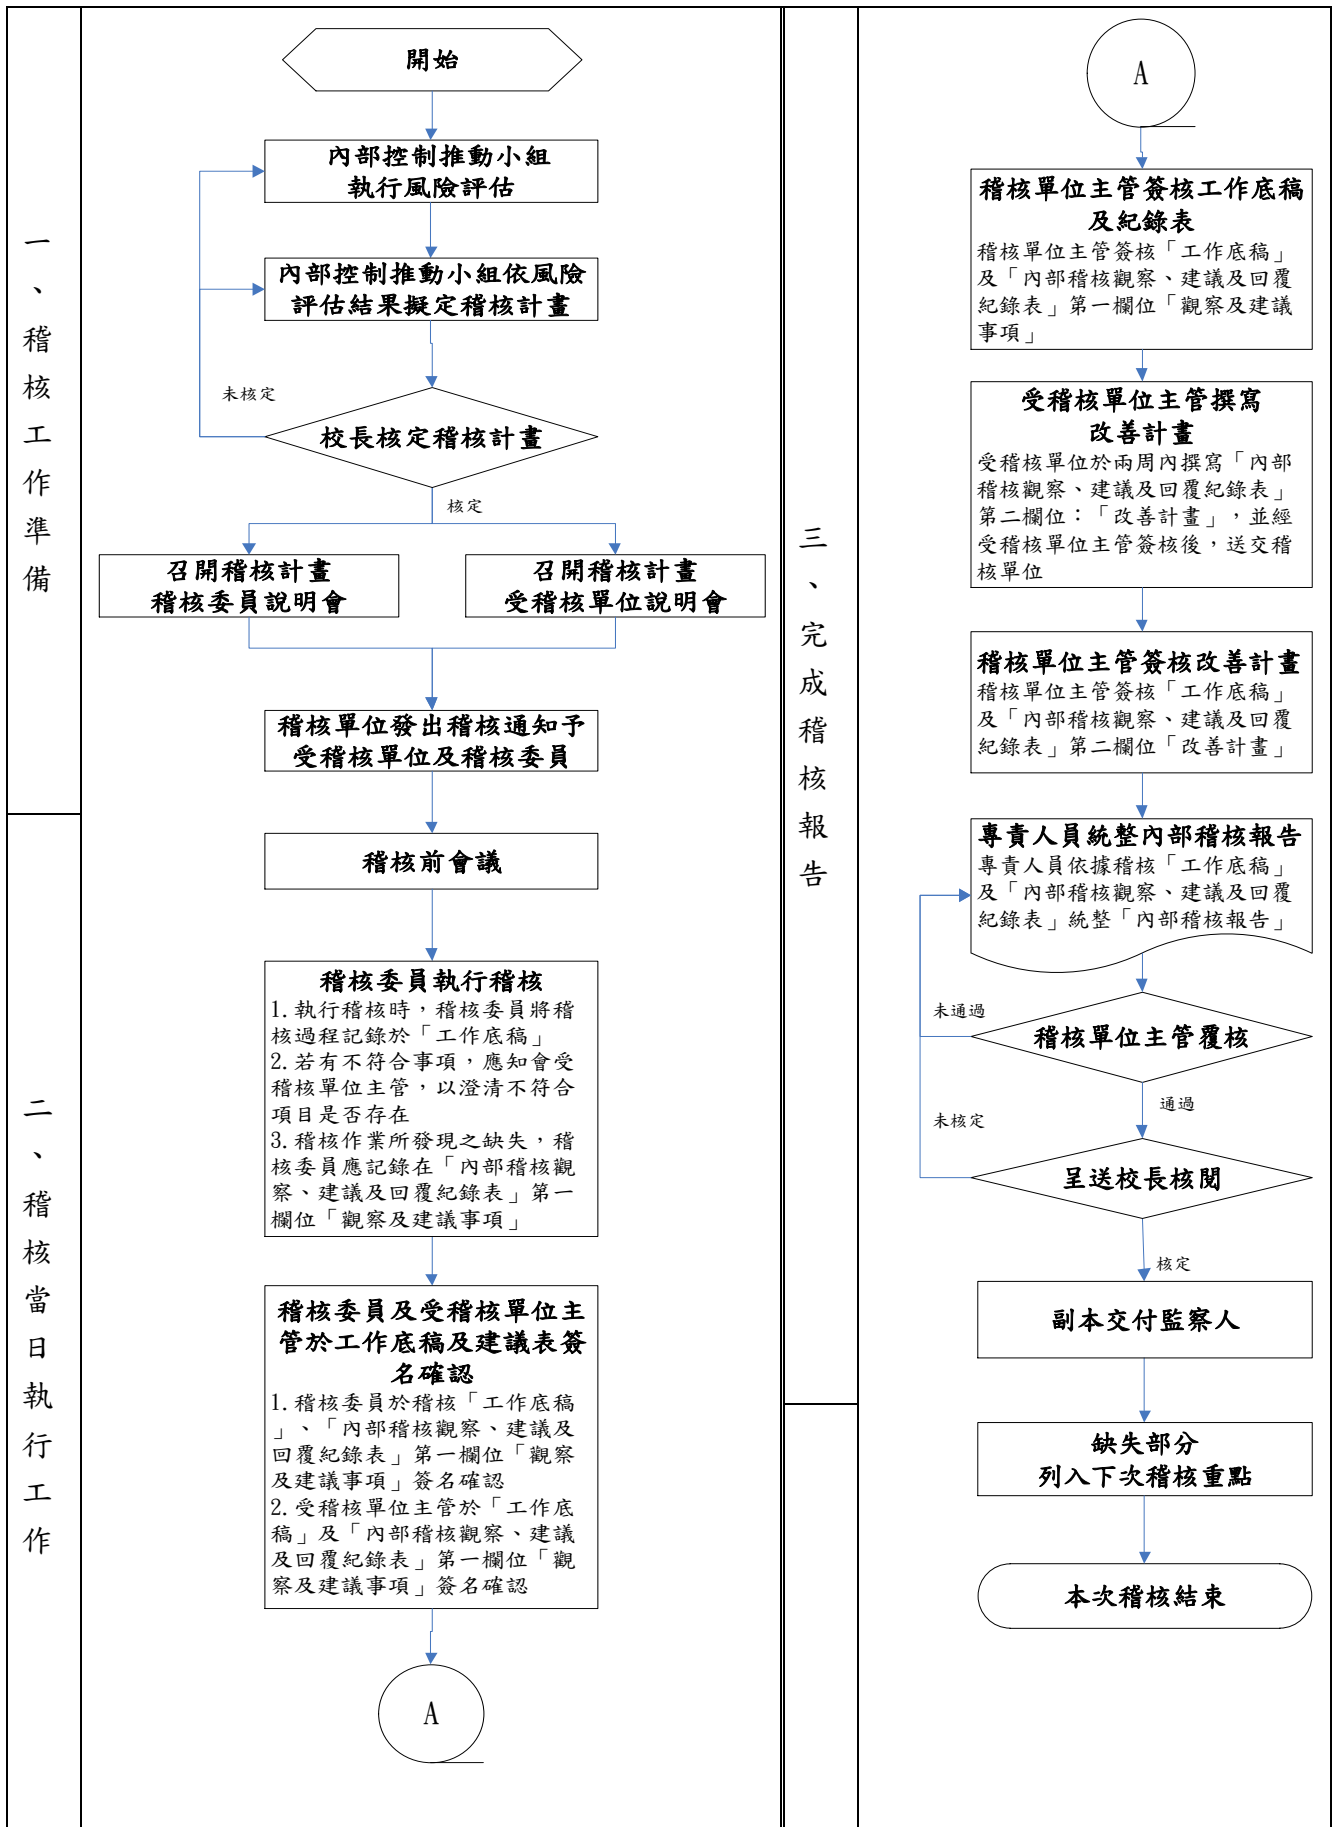 一、稽核工作準備
開始
內部控制推動小組
執行風險評估
內部控制推動小組依風險
評估結果擬定稽核計畫
未核定
校長核定稽核計畫
核定
召開稽核計畫
稽核委員說明會
召開稽核計畫
受稽核單位說明會
稽核單位發出稽核通知予
受稽核單位及稽核委員
二、稽核當日執行工作
稽核前會議
稽核委員執行稽核
1.執行稽核時，稽核委員將稽
核過程記錄於「工作底稿」
2.若有不符合事項，應知會受
稽核單位主管，以澄清不符合
項目是否存在
3.稽核作業所發現之缺失，稽
核委員應記錄在「內部稽核觀
察、建議及回覆紀錄表」第一
欄位「觀察及建議事項」
稽核委員及受稽核單位主
管於工作底稿及建議表簽
名確認
1.稽核委員於稽核「工作底稿
」、「內部稽核觀察、建議及
回覆紀錄表」第一欄位「觀察
及建議事項」簽名確認
2.受稽核單位主管於「工作底
稿」及「內部稽核觀察、建議
及回覆紀錄表」第一欄位「觀
察及建議事項」簽名確認
A
三、完成稽核報告
A
稽核單位主管簽核工作底稿
及紀錄表
稽核單位主管簽核「工作底稿」
及「內部稽核觀察、建議及回覆
紀錄表」第一欄位「觀察及建議
事項」
受稽核單位主管撰寫
改善計畫
受稽核單位於兩周內撰寫「內部
稽核觀察、建議及回覆紀錄表」
第二欄位：「改善計畫」，並經
受稽核單位主管簽核後，送交稽
核單位
稽核單位主管簽核改善計畫
稽核單位主管簽核「工作底稿」
及「內部稽核觀察、建議及回覆
紀錄表」第二欄位「改善計畫」
專責人員統整內部稽核報告
專責人員依據稽核「工作底稿」
及「內部稽核觀察、建議及回覆
紀錄表」統整「內部稽核報告」
未通過
稽核單位主管覆核
通過
未核定
呈送校長核閱
核定
副本交付監察人
缺失部分
列入下次稽核重點
本次稽核結束